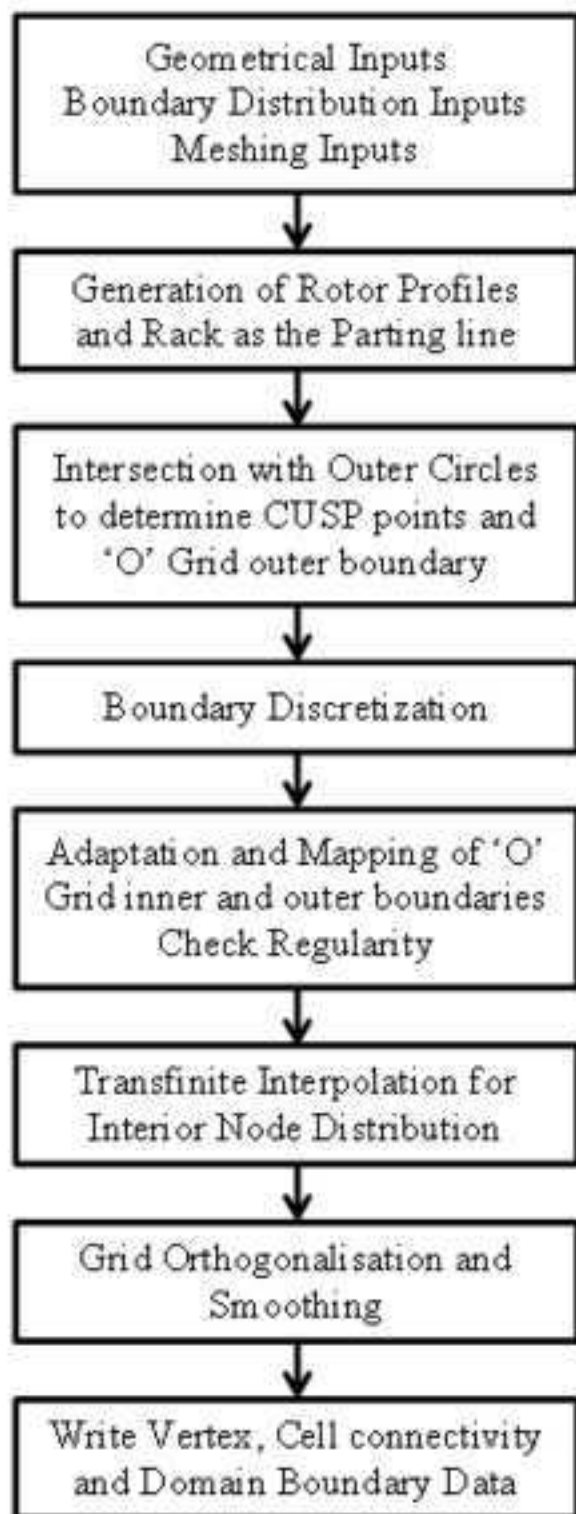 Geometrical Inputs
Boundary Distribution Inputs
Meshing Inputs
Generation of Rotor Profiles
and Rack as the Parting line
Intersection with Outer Circles
to determine CUSP points and
‘O’ Grid outer boundary
Boundary Discretization
Adaptation and Mapping of ‘O’
Grid inner and outer boundaries
Check Regularity
Transfinite Interpolation for
Interior Node Distribution
Grid Orthogonalisation and
Smoothing
Write Vertex, Cell connectivity
and Domain Boundary Data